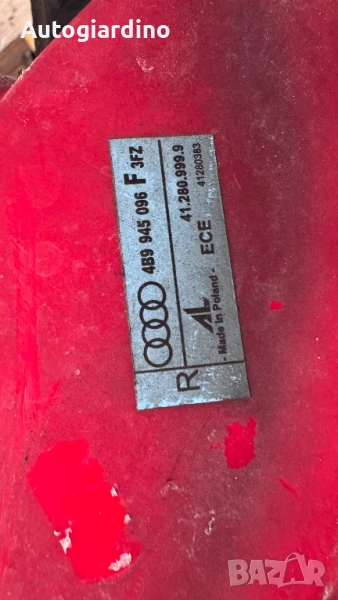 Autogiardino
4B9 945 096 F 3FZ
R
41.280.999.9
AL
ECE
41280383
- Made In Poland -
BAZAR